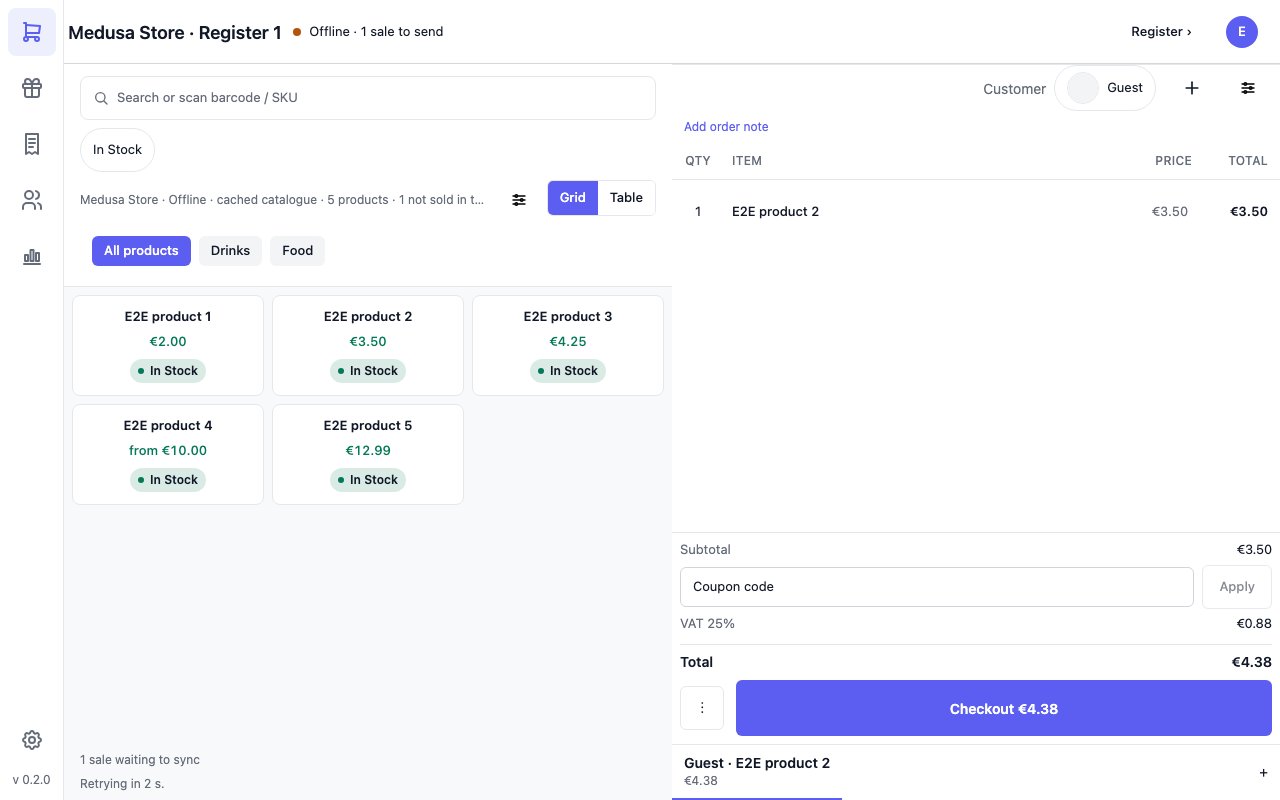 Medusa Store · Register 1
Offline · 1 sale to send
Register ›
E
Search or scan barcode / SKU
In Stock
Medusa Store · Offline · cached catalogue · 5 products · 1 not sold in t...
Grid
Table
All products
Drinks
Food
E2E product 1
€2.00
In Stock
E2E product 2
€3.50
In Stock
E2E product 3
€4.25
In Stock
E2E product 4
from €10.00
In Stock
E2E product 5
€12.99
In Stock
1 sale waiting to sync
Retrying in 2 s.
v 0.2.0
Customer
Guest
Add order note
QTY ITEM PRICE TOTAL
1 E2E product 2 €3.50 €3.50
Subtotal €3.50
Coupon code
Apply
VAT 25% €0.88
Total €4.38
Checkout €4.38
Guest · E2E product 2
€4.38
+